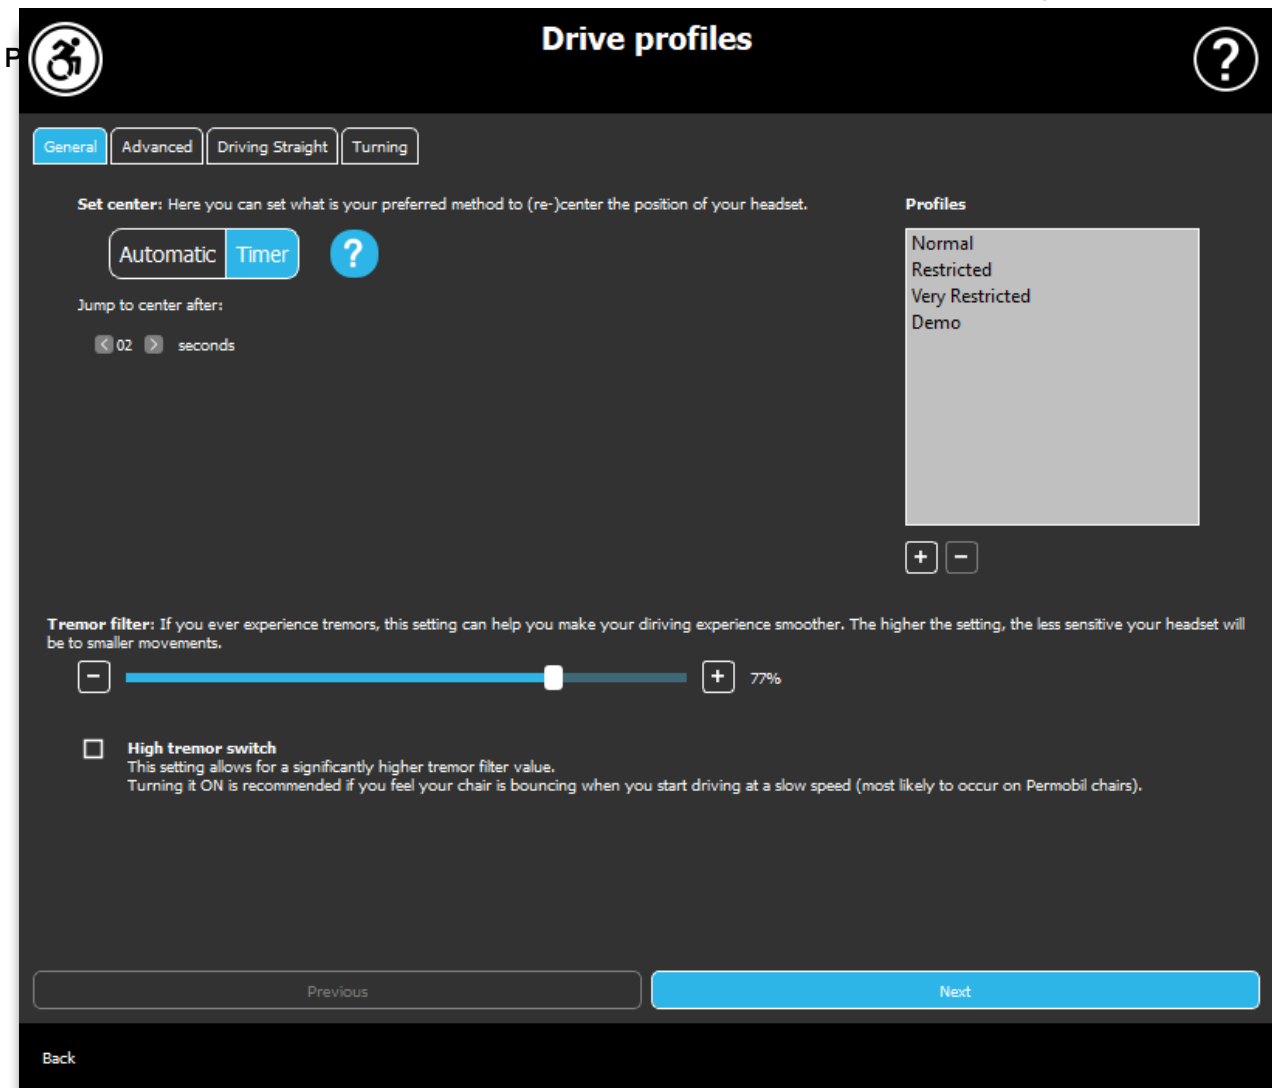 Drive profiles
P
?
General Advanced Driving Straight Turning
Set center: Here you can set what is your preferred method to (re-)center the position of your headset.
Automatic Timer ?
Jump to center after:
< 02 > seconds
Profiles
Normal
Restricted
Very Restricted
Demo
+ −
Tremor filter: If you ever experience tremors, this setting can help you make your diriving experience smoother. The higher the setting, the less sensitive your headset will
be to smaller movements.
− + 77%
High tremor switch
This setting allows for a significantly higher tremor filter value.
Turning it ON is recommended if you feel your chair is bouncing when you start driving at a slow speed (most likely to occur on Permobil chairs).
Previous Next
Back